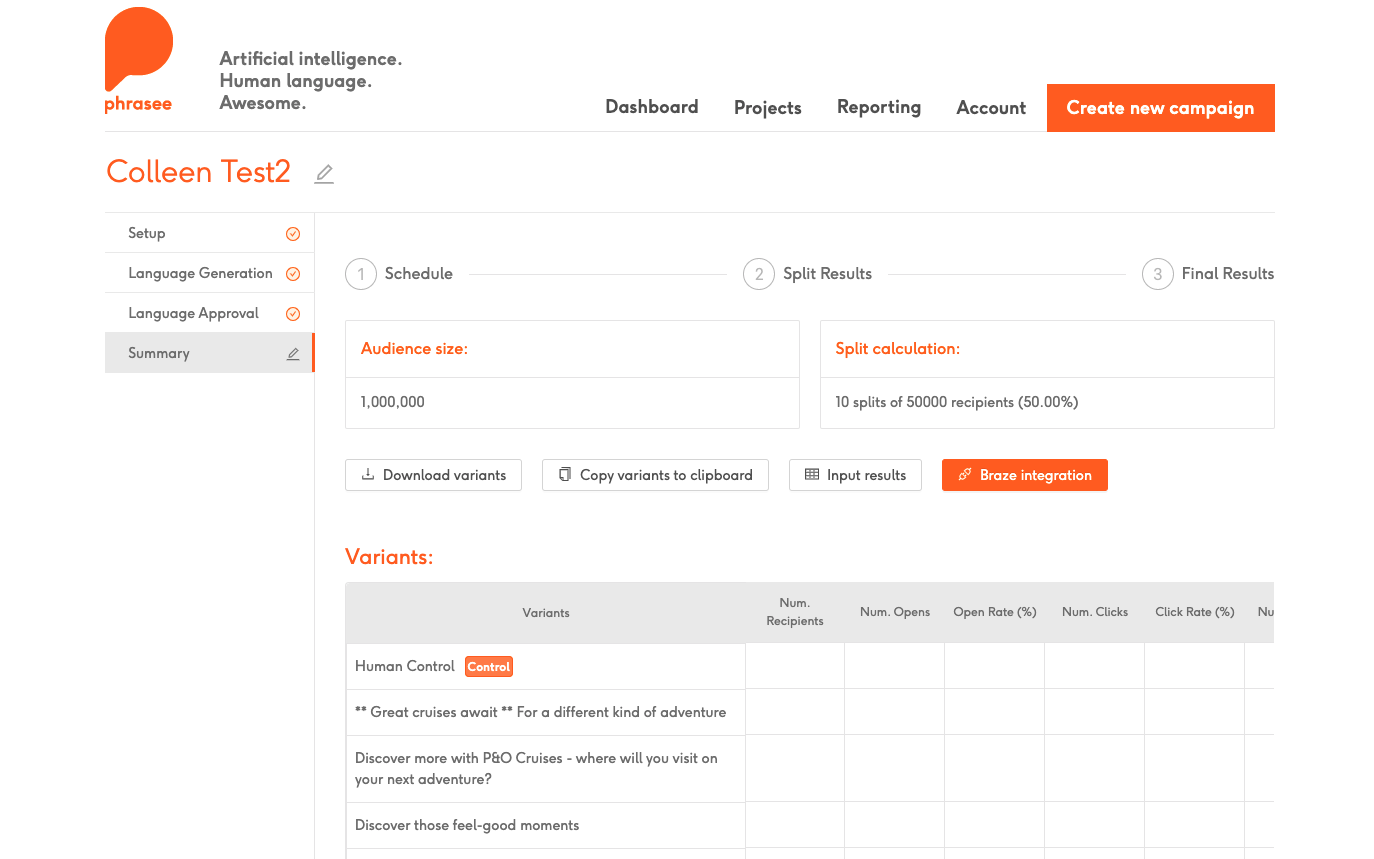 phrasee
Artificial intelligence.
Human language.
Awesome.
Dashboard
Projects
Reporting
Account
Create new campaign
Colleen Test2
Setup
Language Generation
Language Approval
Summary
1 Schedule
2 Split Results
3 Final Results
Audience size:
1,000,000
Split calculation:
10 splits of 50000 recipients (50.00%)
Download variants
Copy variants to clipboard
Input results
Braze integration
Variants:
Variants
Num.
Recipients
Num. Opens
Open Rate (%)
Num. Clicks
Click Rate (%)
Nu
Human Control Control
** Great cruises await ** For a different kind of adventure
Discover more with P&O Cruises - where will you visit on
your next adventure?
Discover those feel-good moments